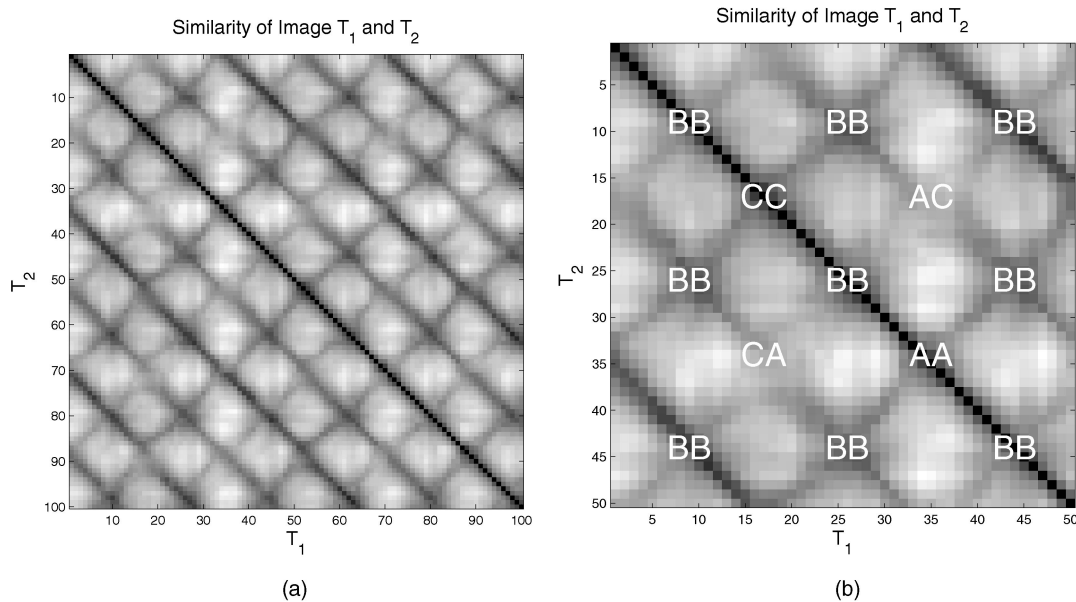 Similarity of Image T1 and T2
10
20
30
40
50
60
70
80
90
100
T2
10 20 30 40 50 60 70 80 90 100
T1
(a)
Similarity of Image T1 and T2
5
10
15
20
25
30
35
40
45
50
T2
BB BB BB
CC AC
BB BB BB
CA AA
BB BB BB
5 10 15 20 25 30 35 40 45 50
T1
(b)